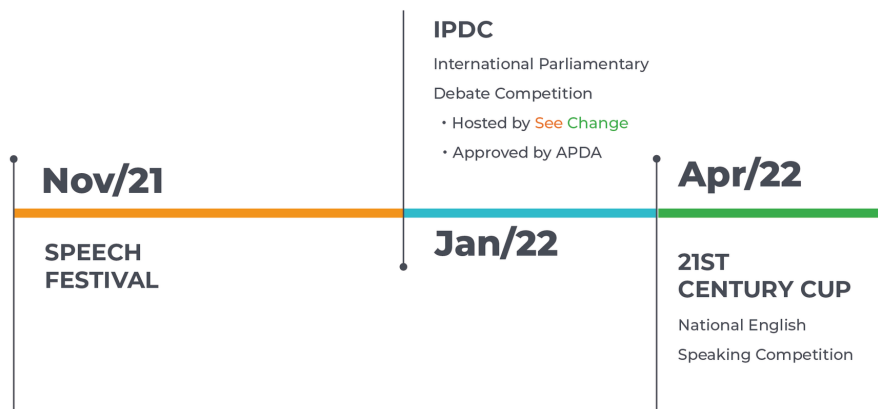 Nov/21
SPEECH
FESTIVAL
IPDC
International Parliamentary
Debate Competition
• Hosted by See Change
• Approved by APDA
Jan/22
Apr/22
21ST
CENTURY CUP
National English
Speaking Competition